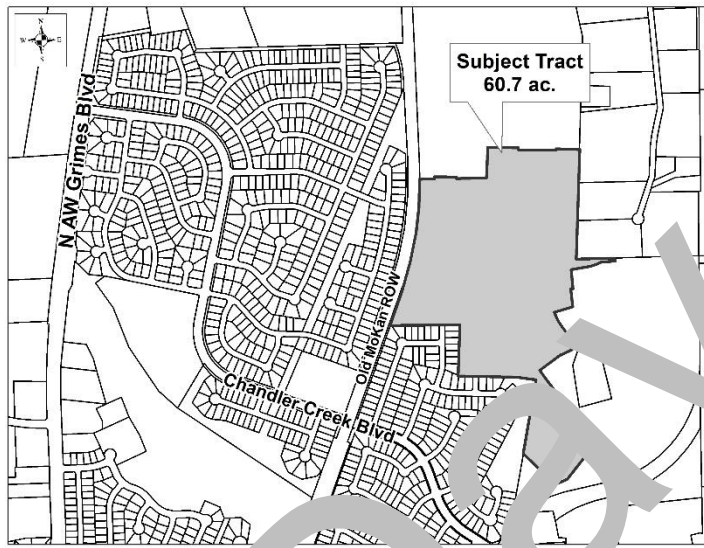 N
W E
S
Subject Tract
60.7 ac.
N AW Grimes Blvd
Old MoKan ROW
Chandler Creek Blvd